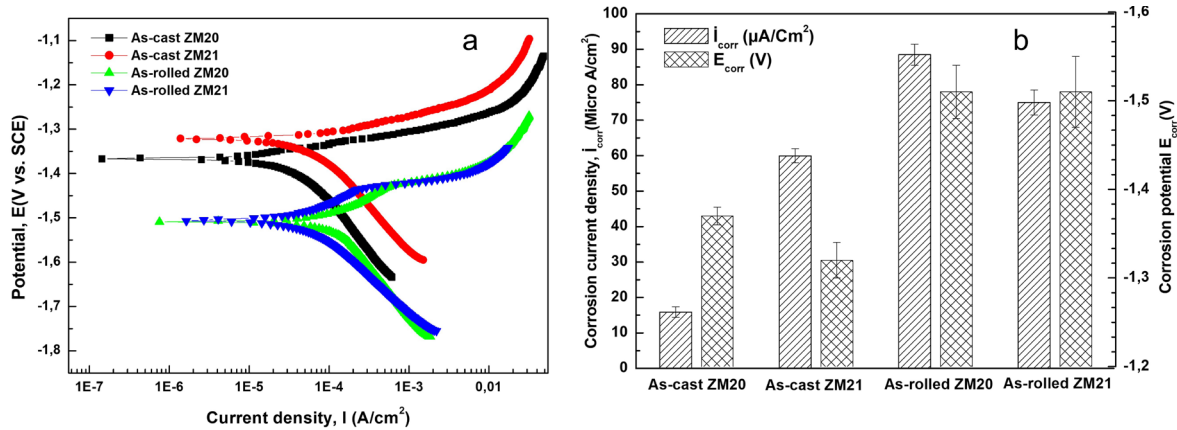 a
As-cast ZM20
As-cast ZM21
As-rolled ZM20
As-rolled ZM21
-1,1
-1,2
-1,3
-1,4
-1,5
-1,6
-1,7
-1,8
Potential, E(V vs. SCE)
1E-7 1E-6 1E-5 1E-4 1E-3 0,01
Current density, I (A/cm²)
b
i corr (µA/Cm²)
E corr (V)
100
90
80
70
60
50
40
30
20
10
0
Corrosion current density, i corr (Micro A/cm²)
As-cast ZM20 As-cast ZM21 As-rolled ZM20 As-rolled ZM21
-1,6
-1,5
-1,4
-1,3
-1,2
Corrosion potential E corr (V)